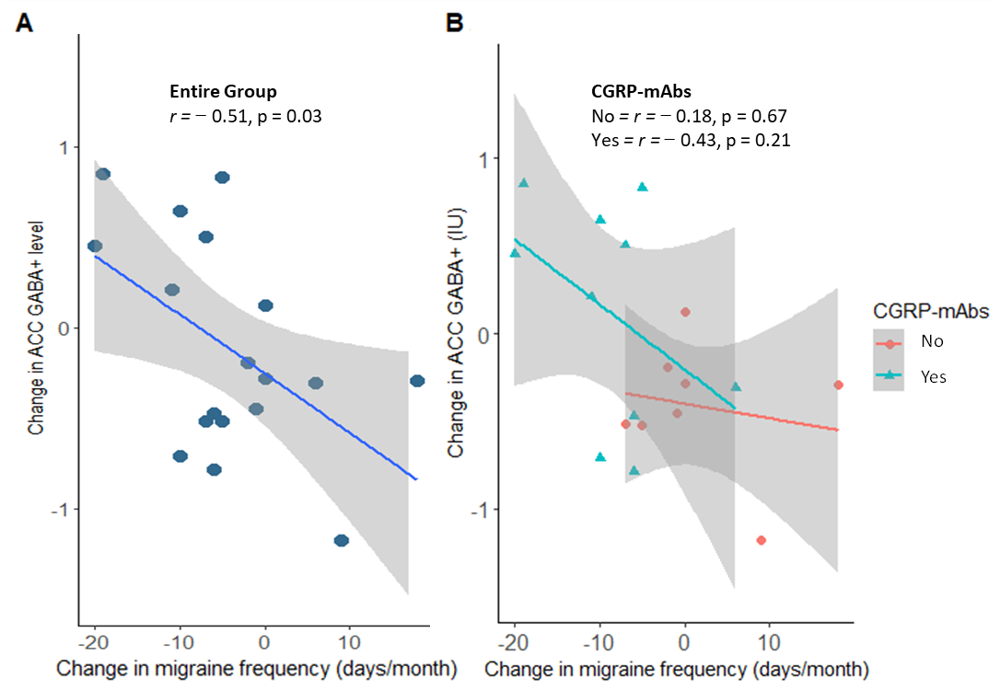 A
Entire Group
r = − 0.51, p = 0.03
Change in ACC GABA+ level
1
0
-1
-20
-10
0
10
Change in migraine frequency (days/month)
B
CGRP-mAbs
No = r = − 0.18, p = 0.67
Yes = r = − 0.43, p = 0.21
Change in ACC GABA+ (IU)
1
0
-1
-20
-10
0
10
Change in migraine frequency (days/month)
CGRP-mAbs
No
Yes